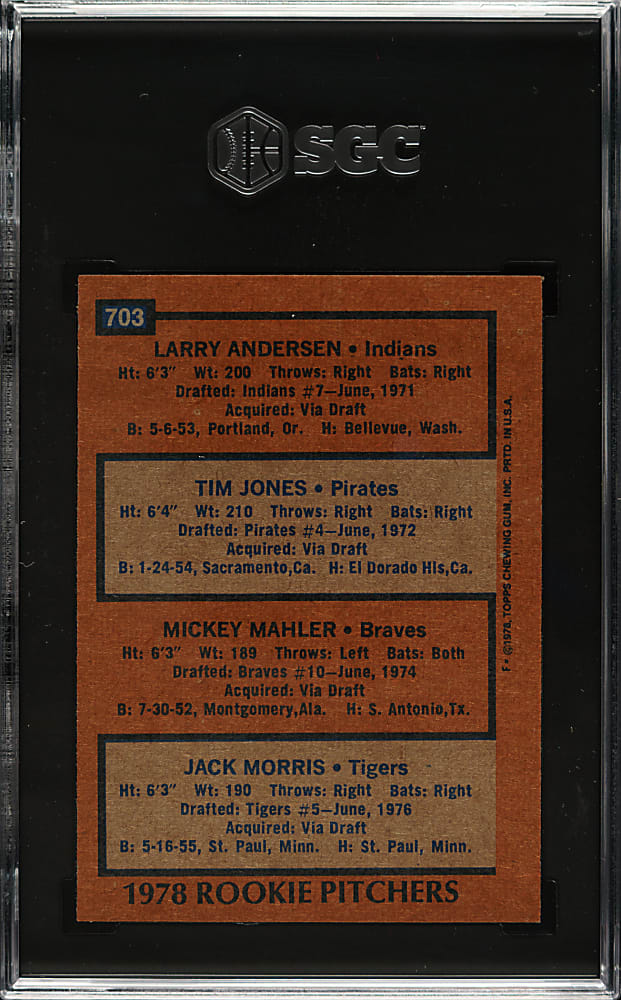 SGC
703
LARRY ANDERSEN • Indians
Ht: 6'3" Wt: 200 Throws: Right Bats: Right
Drafted: Indians #7—June, 1971
Acquired: Via Draft
B: 5-6-53, Portland, Or. H: Bellevue, Wash.
TIM JONES • Pirates
Ht: 6'4" Wt: 210 Throws: Right Bats: Right
Drafted: Pirates #4—June, 1972
Acquired: Via Draft
B: 1-24-54, Sacramento,Ca. H: El Dorado Hls,Ca.
MICKEY MAHLER • Braves
Ht: 6'3" Wt: 189 Throws: Left Bats: Both
Drafted: Braves #10—June, 1974
Acquired: Via Draft
B: 7-30-52, Montgomery,Ala. H: S. Antonio,Tx.
JACK MORRIS • Tigers
Ht: 6'3" Wt: 190 Throws: Right Bats: Right
Drafted: Tigers #5—June, 1976
Acquired: Via Draft
B: 5-16-55, St. Paul, Minn. H: St. Paul, Minn.
1978 ROOKIE PITCHERS
F• ©1978, TOPPS CHEWING GUM, INC. PRTD. IN U.S.A.